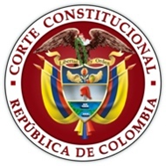 CORTE CONSTITUCIONAL
REPÚBLICA DE COLOMBIA